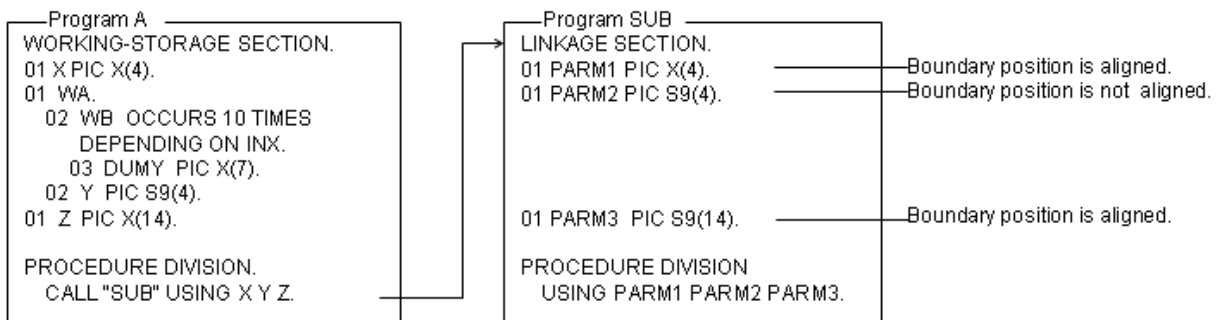 Program A
WORKING-STORAGE SECTION.
01 X PIC X(4).
01 WA.
02 WB OCCURS 10 TIMES
DEPENDING ON INX.
03 DUMY PIC X(7).
02 Y PIC S9(4).
01 Z PIC X(14).
PROCEDURE DIVISION.
CALL "SUB" USING X Y Z.
Program SUB
LINKAGE SECTION.
01 PARM1 PIC X(4).
01 PARM2 PIC S9(4).
01 PARM3 PIC S9(14).
PROCEDURE DIVISION
USING PARM1 PARM2 PARM3.
Boundary position is aligned.
Boundary position is not aligned.
Boundary position is aligned.